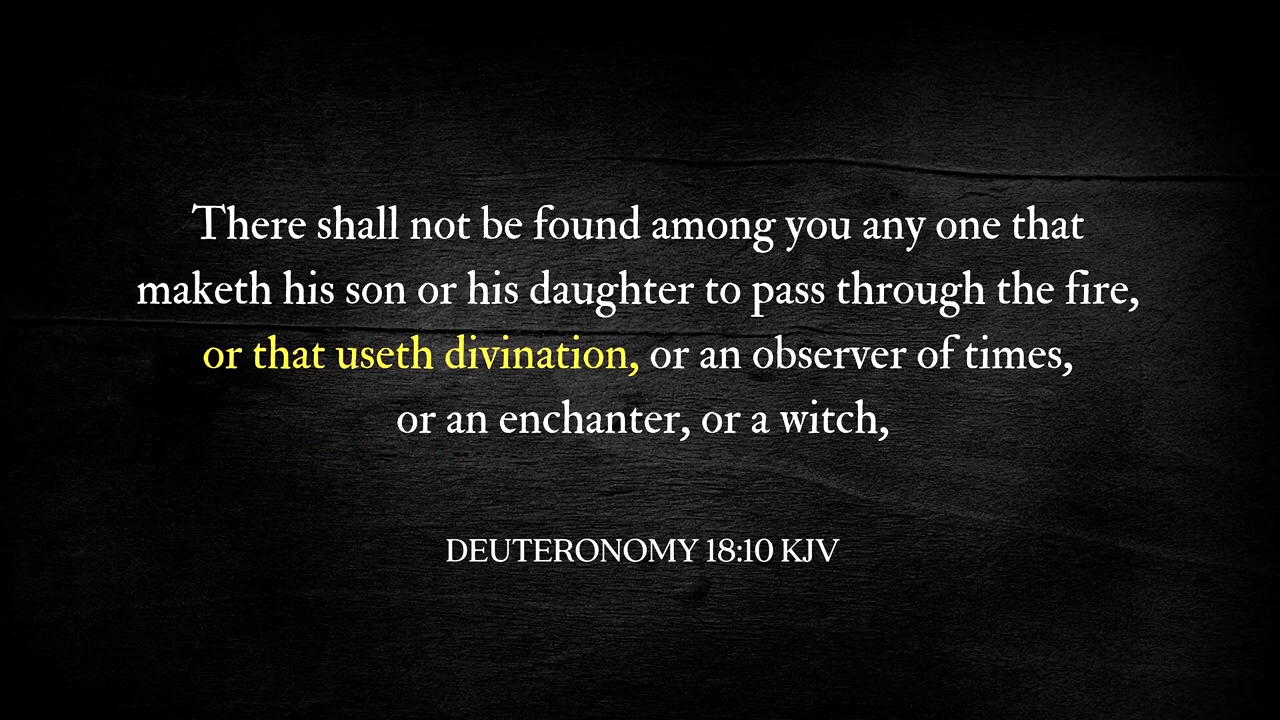 There shall not be found among you any one that
maketh his son or his daughter to pass through the fire,
or that useth divination, or an observer of times,
or an enchanter, or a witch,
DEUTERONOMY 18:10 KJV